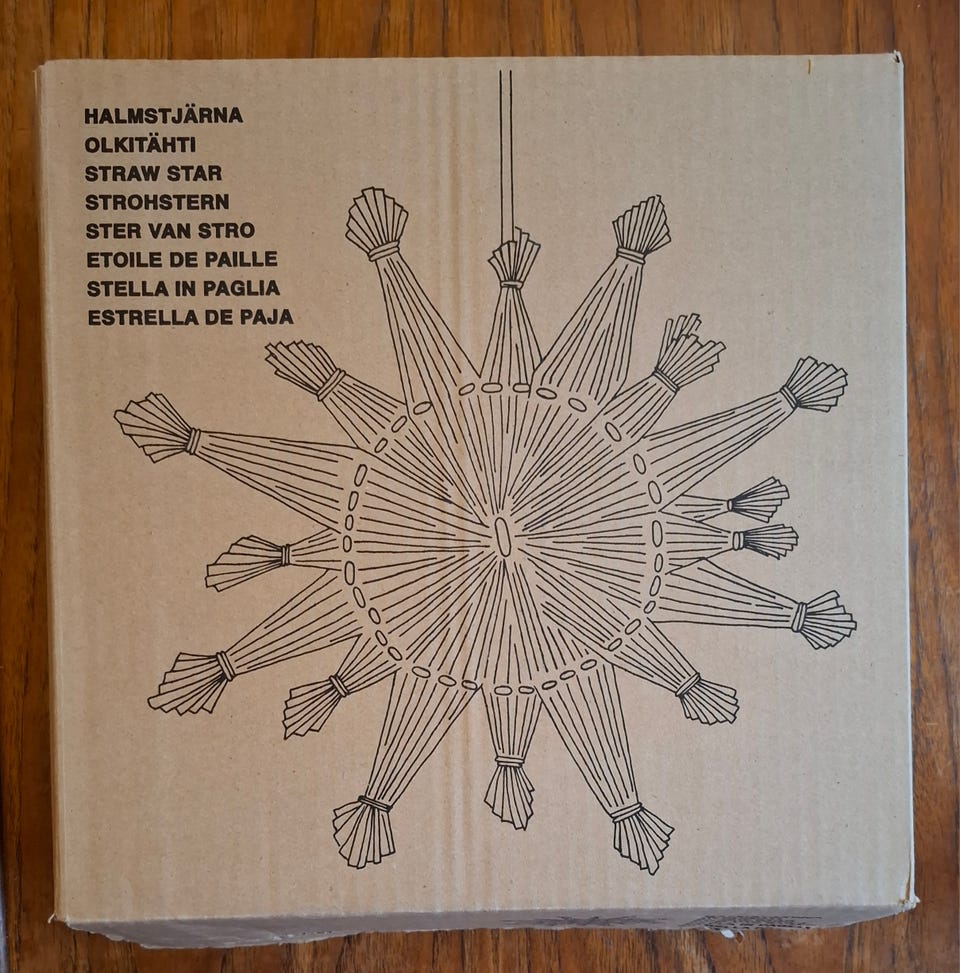 HALMSTJÄRNA
OLKITÄHTI
STRAW STAR
STROHSTERN
STER VAN STRO
ETOILE DE PAILLE
STELLA IN PAGLIA
ESTRELLA DE PAJA